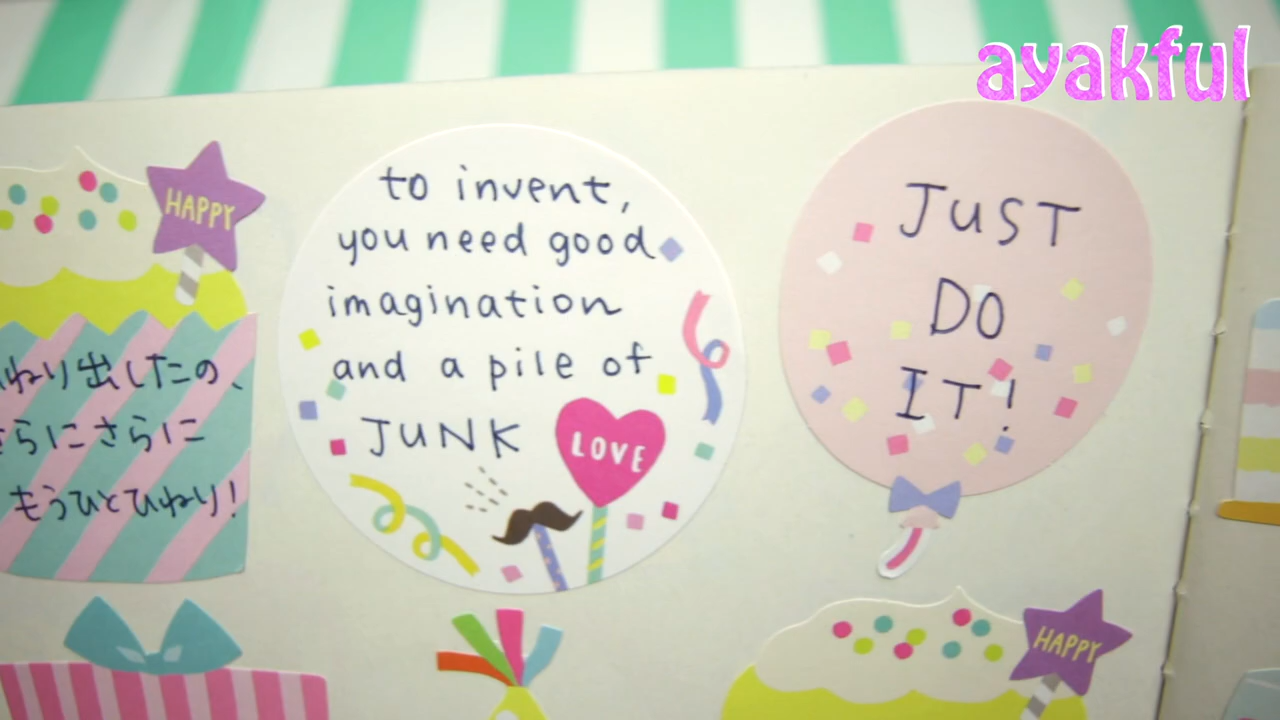 ayakful
HAPPY
ねり出したの、
さらにさらに
もうひとひねり!
to invent,
you need good
imagination
and a pile of
JUNK
LOVE
JUST
DO
IT!
HAPPY